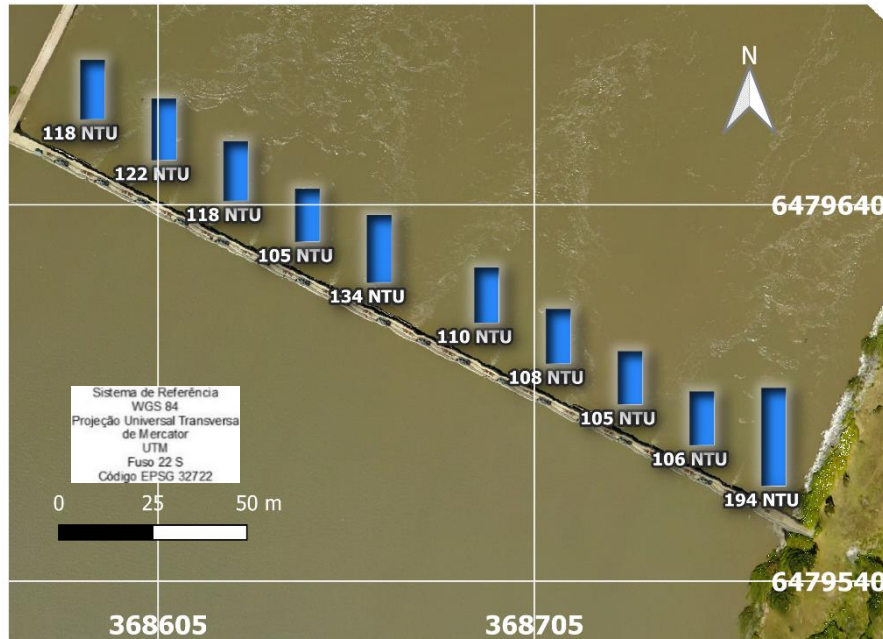 N
118 NTU
122 NTU
118 NTU
6479640
105 NTU
134 NTU
110 NTU
108 NTU
105 NTU
106 NTU
194 NTU
Sistema de Referência
WGS 84
Projeção Universal Transversa
de Mercator
UTM
Fuso 22 S
Código EPSG 32722
0 25 50 m
6479540
368605 368705